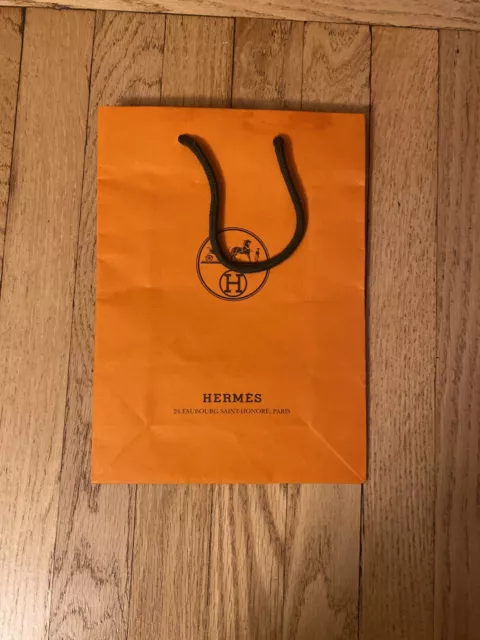 H
HERMÈS
24 FAUBOURG SAINT-HONORÉ, PARIS